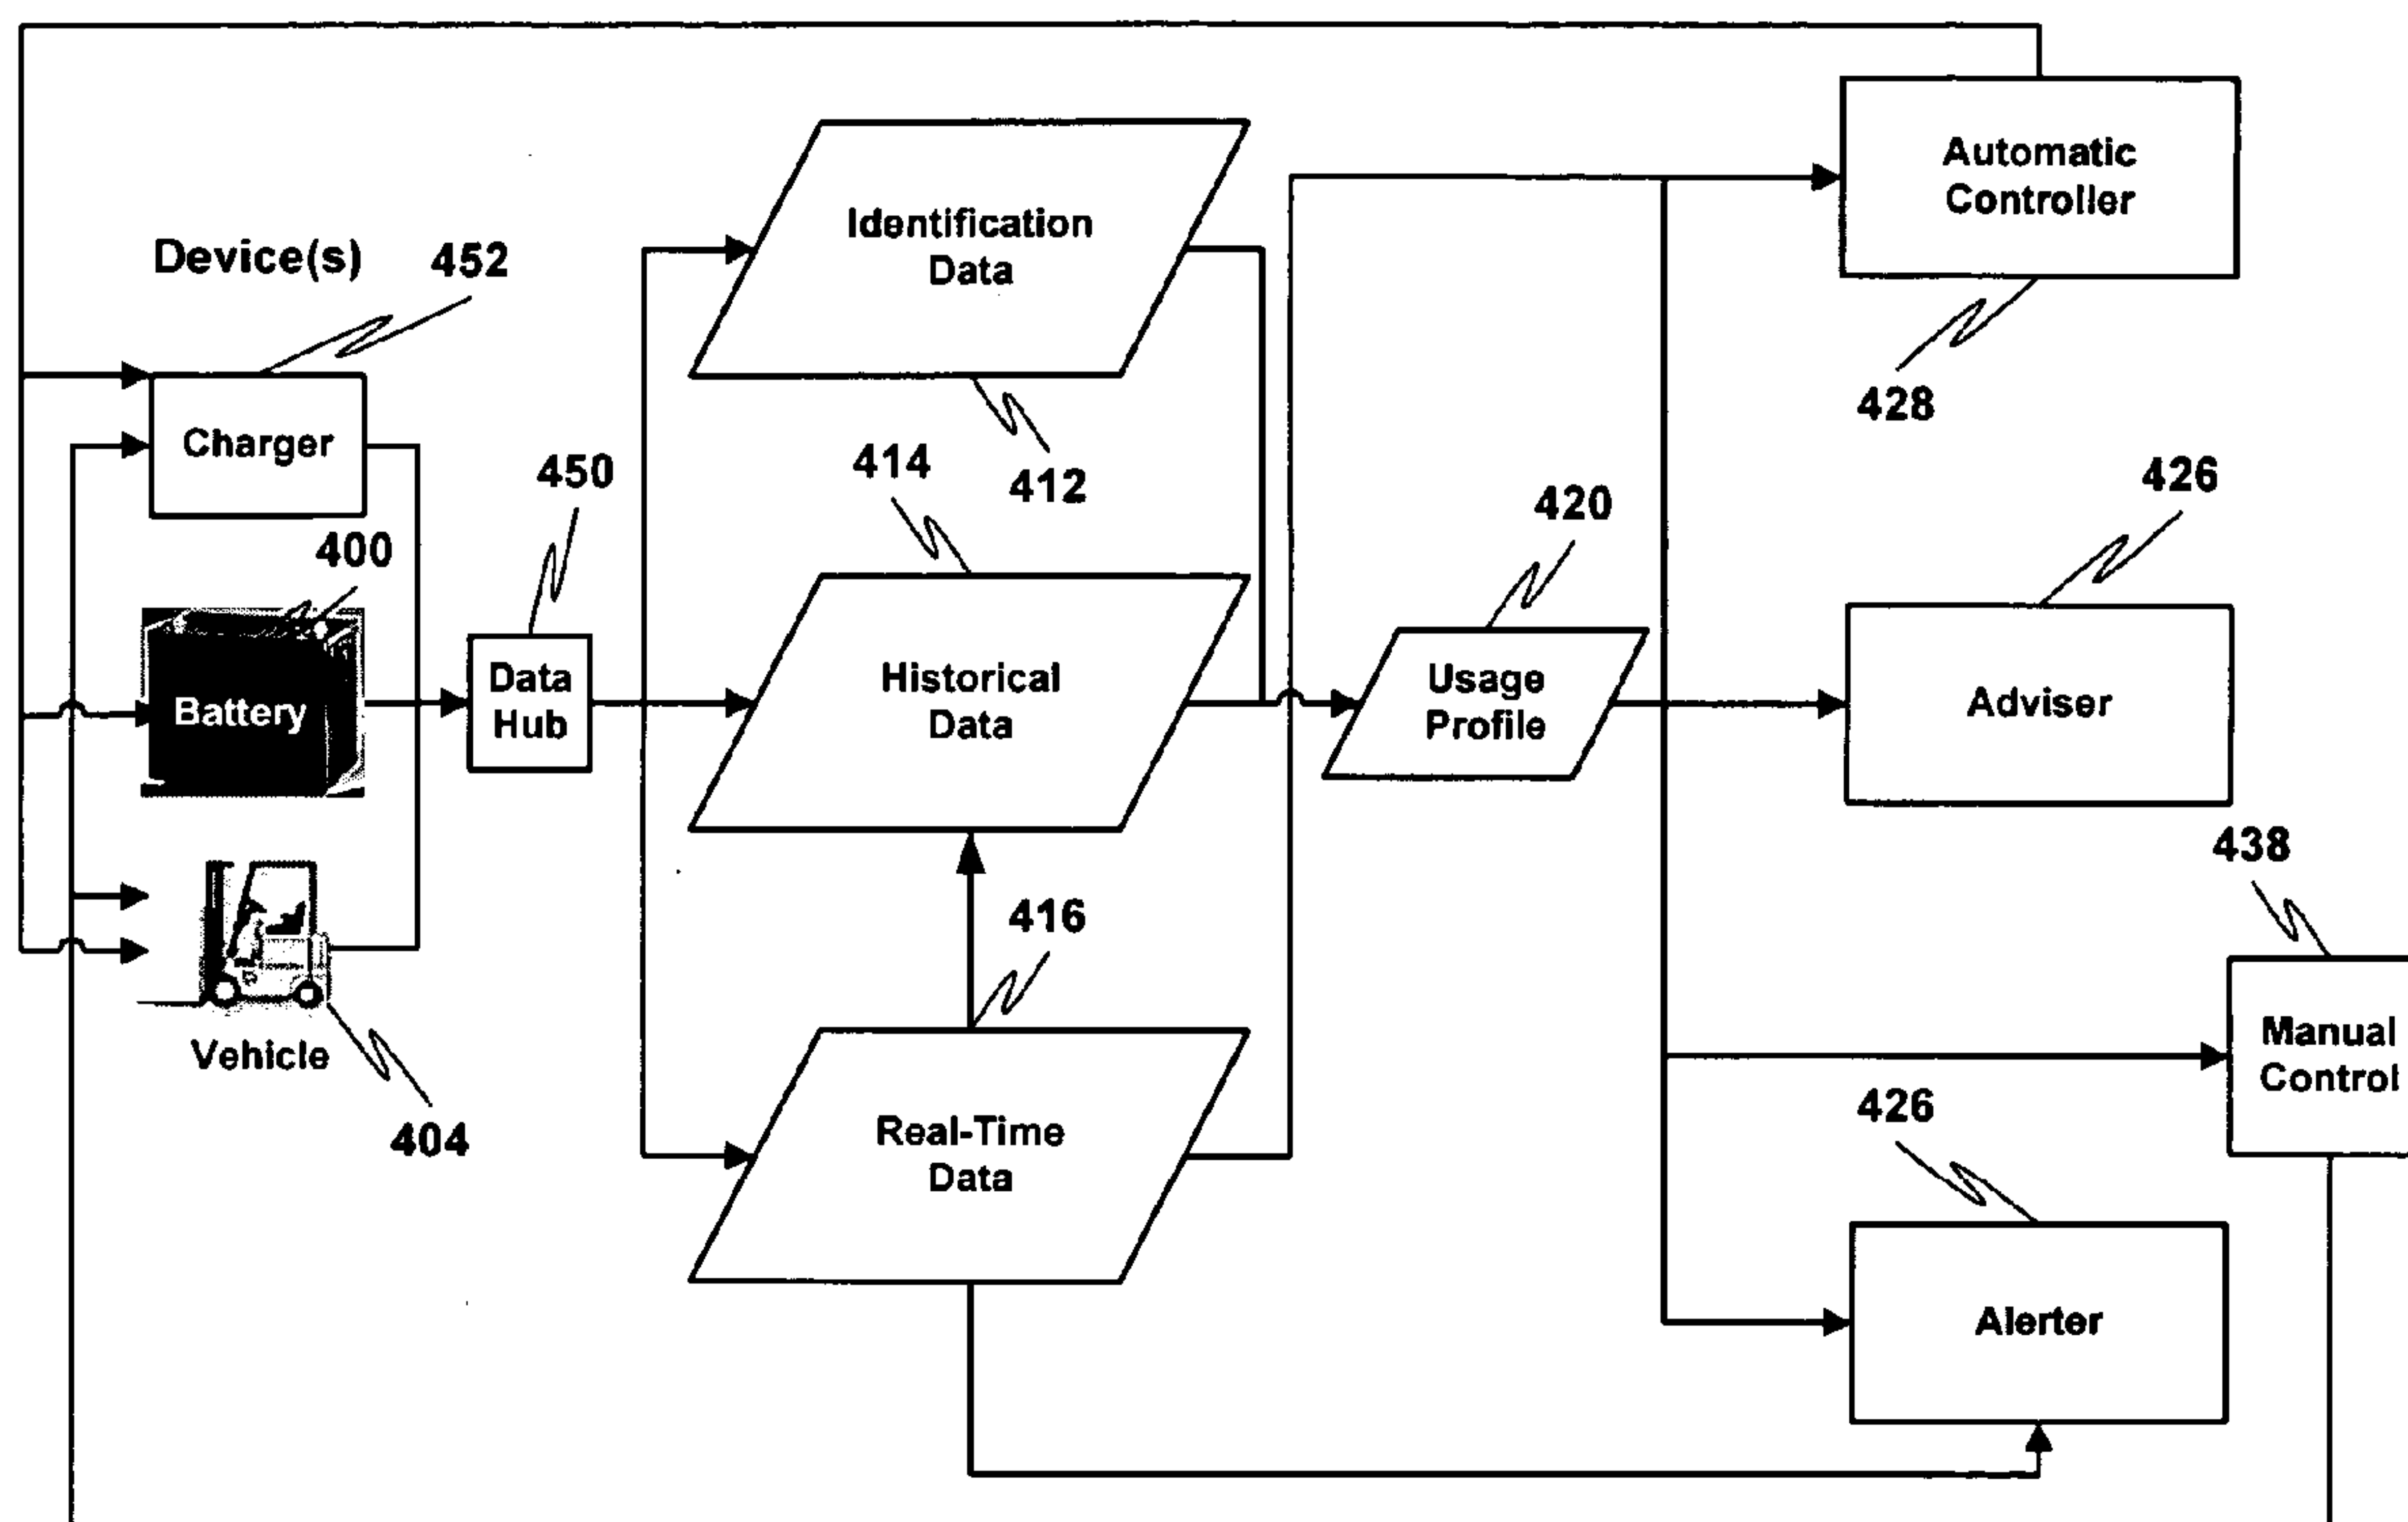 Device(s)
452
Charger
400
Battery
Vehicle
404
450
Data
Hub
Identification
Data
412
414
Historical
Data
416
Real-Time
Data
420
Usage
Profile
Automatic
Controller
428
426
Adviser
438
Manual
Control
426
Alerter